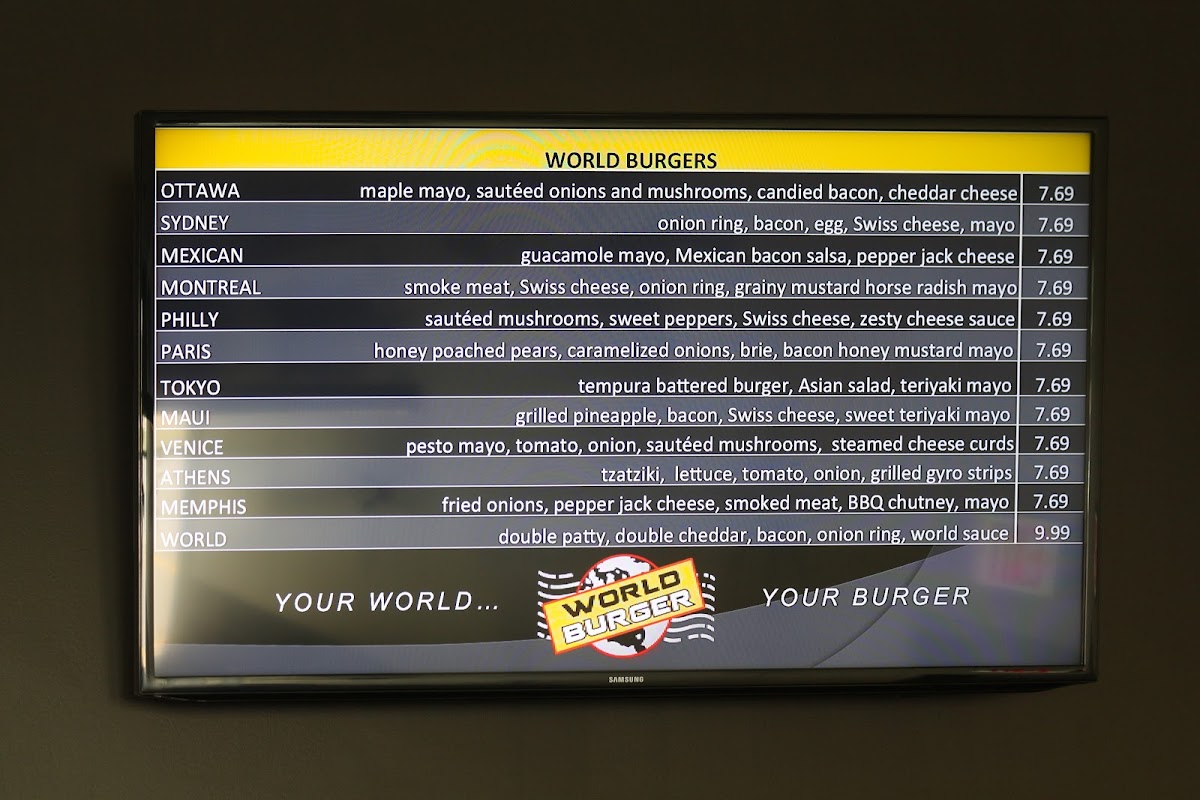 WORLD BURGERS
OTTAWA maple mayo, sautéed onions and mushrooms, candied bacon, cheddar cheese 7.69
SYDNEY onion ring, bacon, egg, Swiss cheese, mayo 7.69
MEXICAN guacamole mayo, Mexican bacon salsa, pepper jack cheese 7.69
MONTREAL smoke meat, Swiss cheese, onion ring, grainy mustard horse radish mayo 7.69
PHILLY sautéed mushrooms, sweet peppers, Swiss cheese, zesty cheese sauce 7.69
PARIS honey poached pears, caramelized onions, brie, bacon honey mustard mayo 7.69
TOKYO tempura battered burger, Asian salad, teriyaki mayo 7.69
MAUI grilled pineapple, bacon, Swiss cheese, sweet teriyaki mayo 7.69
VENICE pesto mayo, tomato, onion, sautéed mushrooms, steamed cheese curds 7.69
ATHENS tzatziki, lettuce, tomato, onion, grilled gyro strips 7.69
MEMPHIS fried onions, pepper jack cheese, smoked meat, BBQ chutney, mayo 7.69
WORLD double patty, double cheddar, bacon, onion ring, world sauce 9.99
YOUR WORLD... WORLD BURGER YOUR BURGER
SAMSUNG